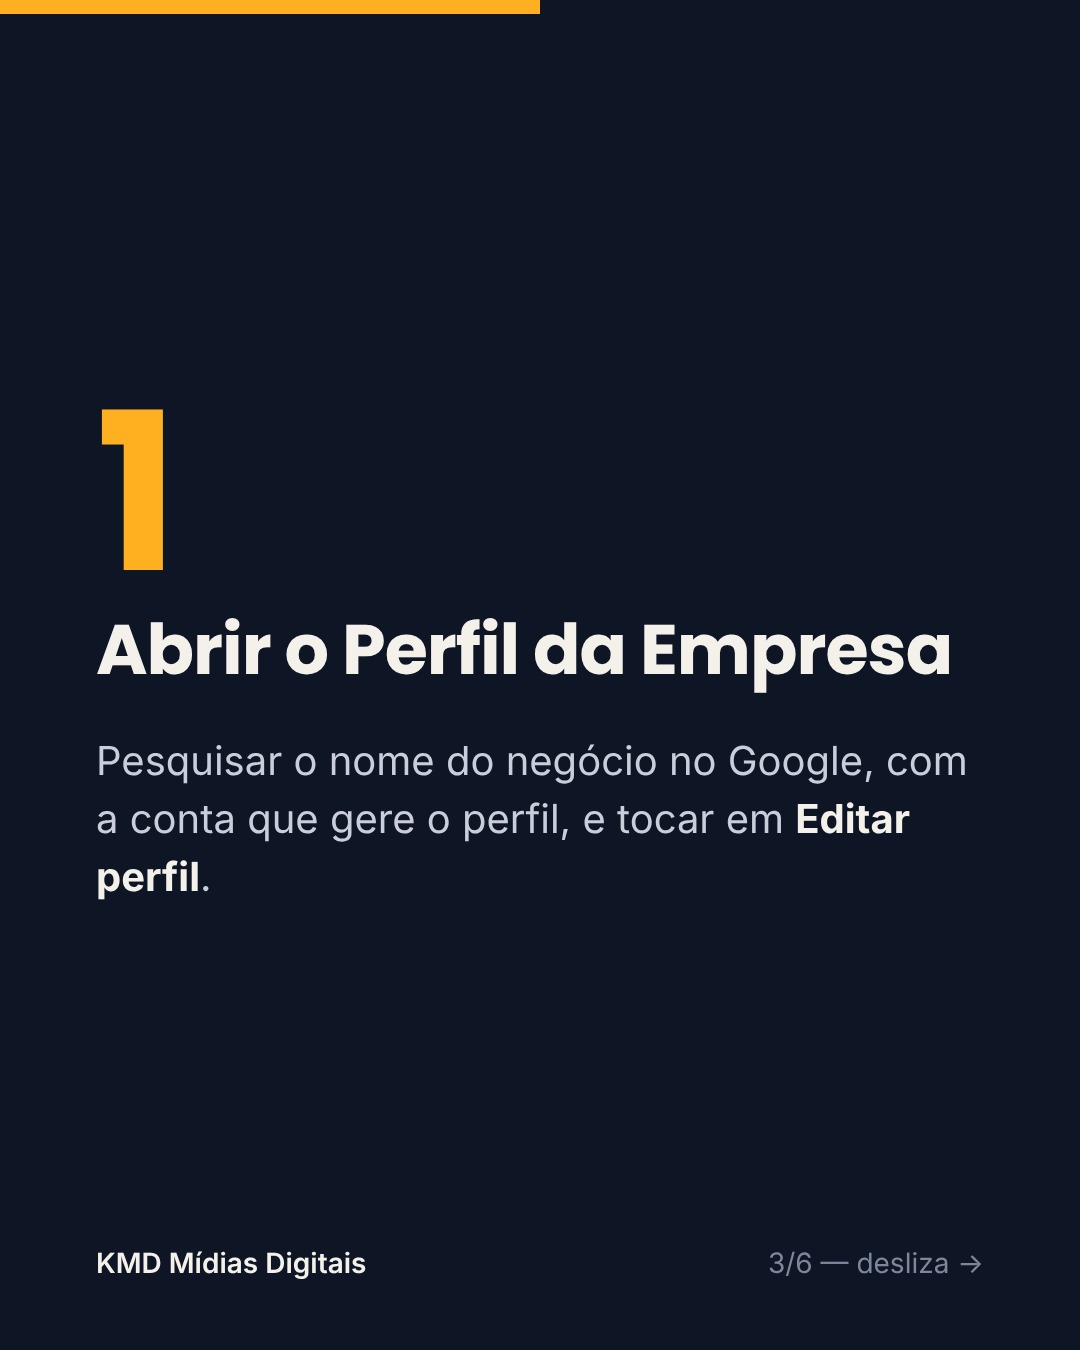 1
Abrir o Perfil da Empresa
Pesquisar o nome do negócio no Google, com
a conta que gere o perfil, e tocar em Editar
perfil.
KMD Mídias Digitais
3/6 — desliza →